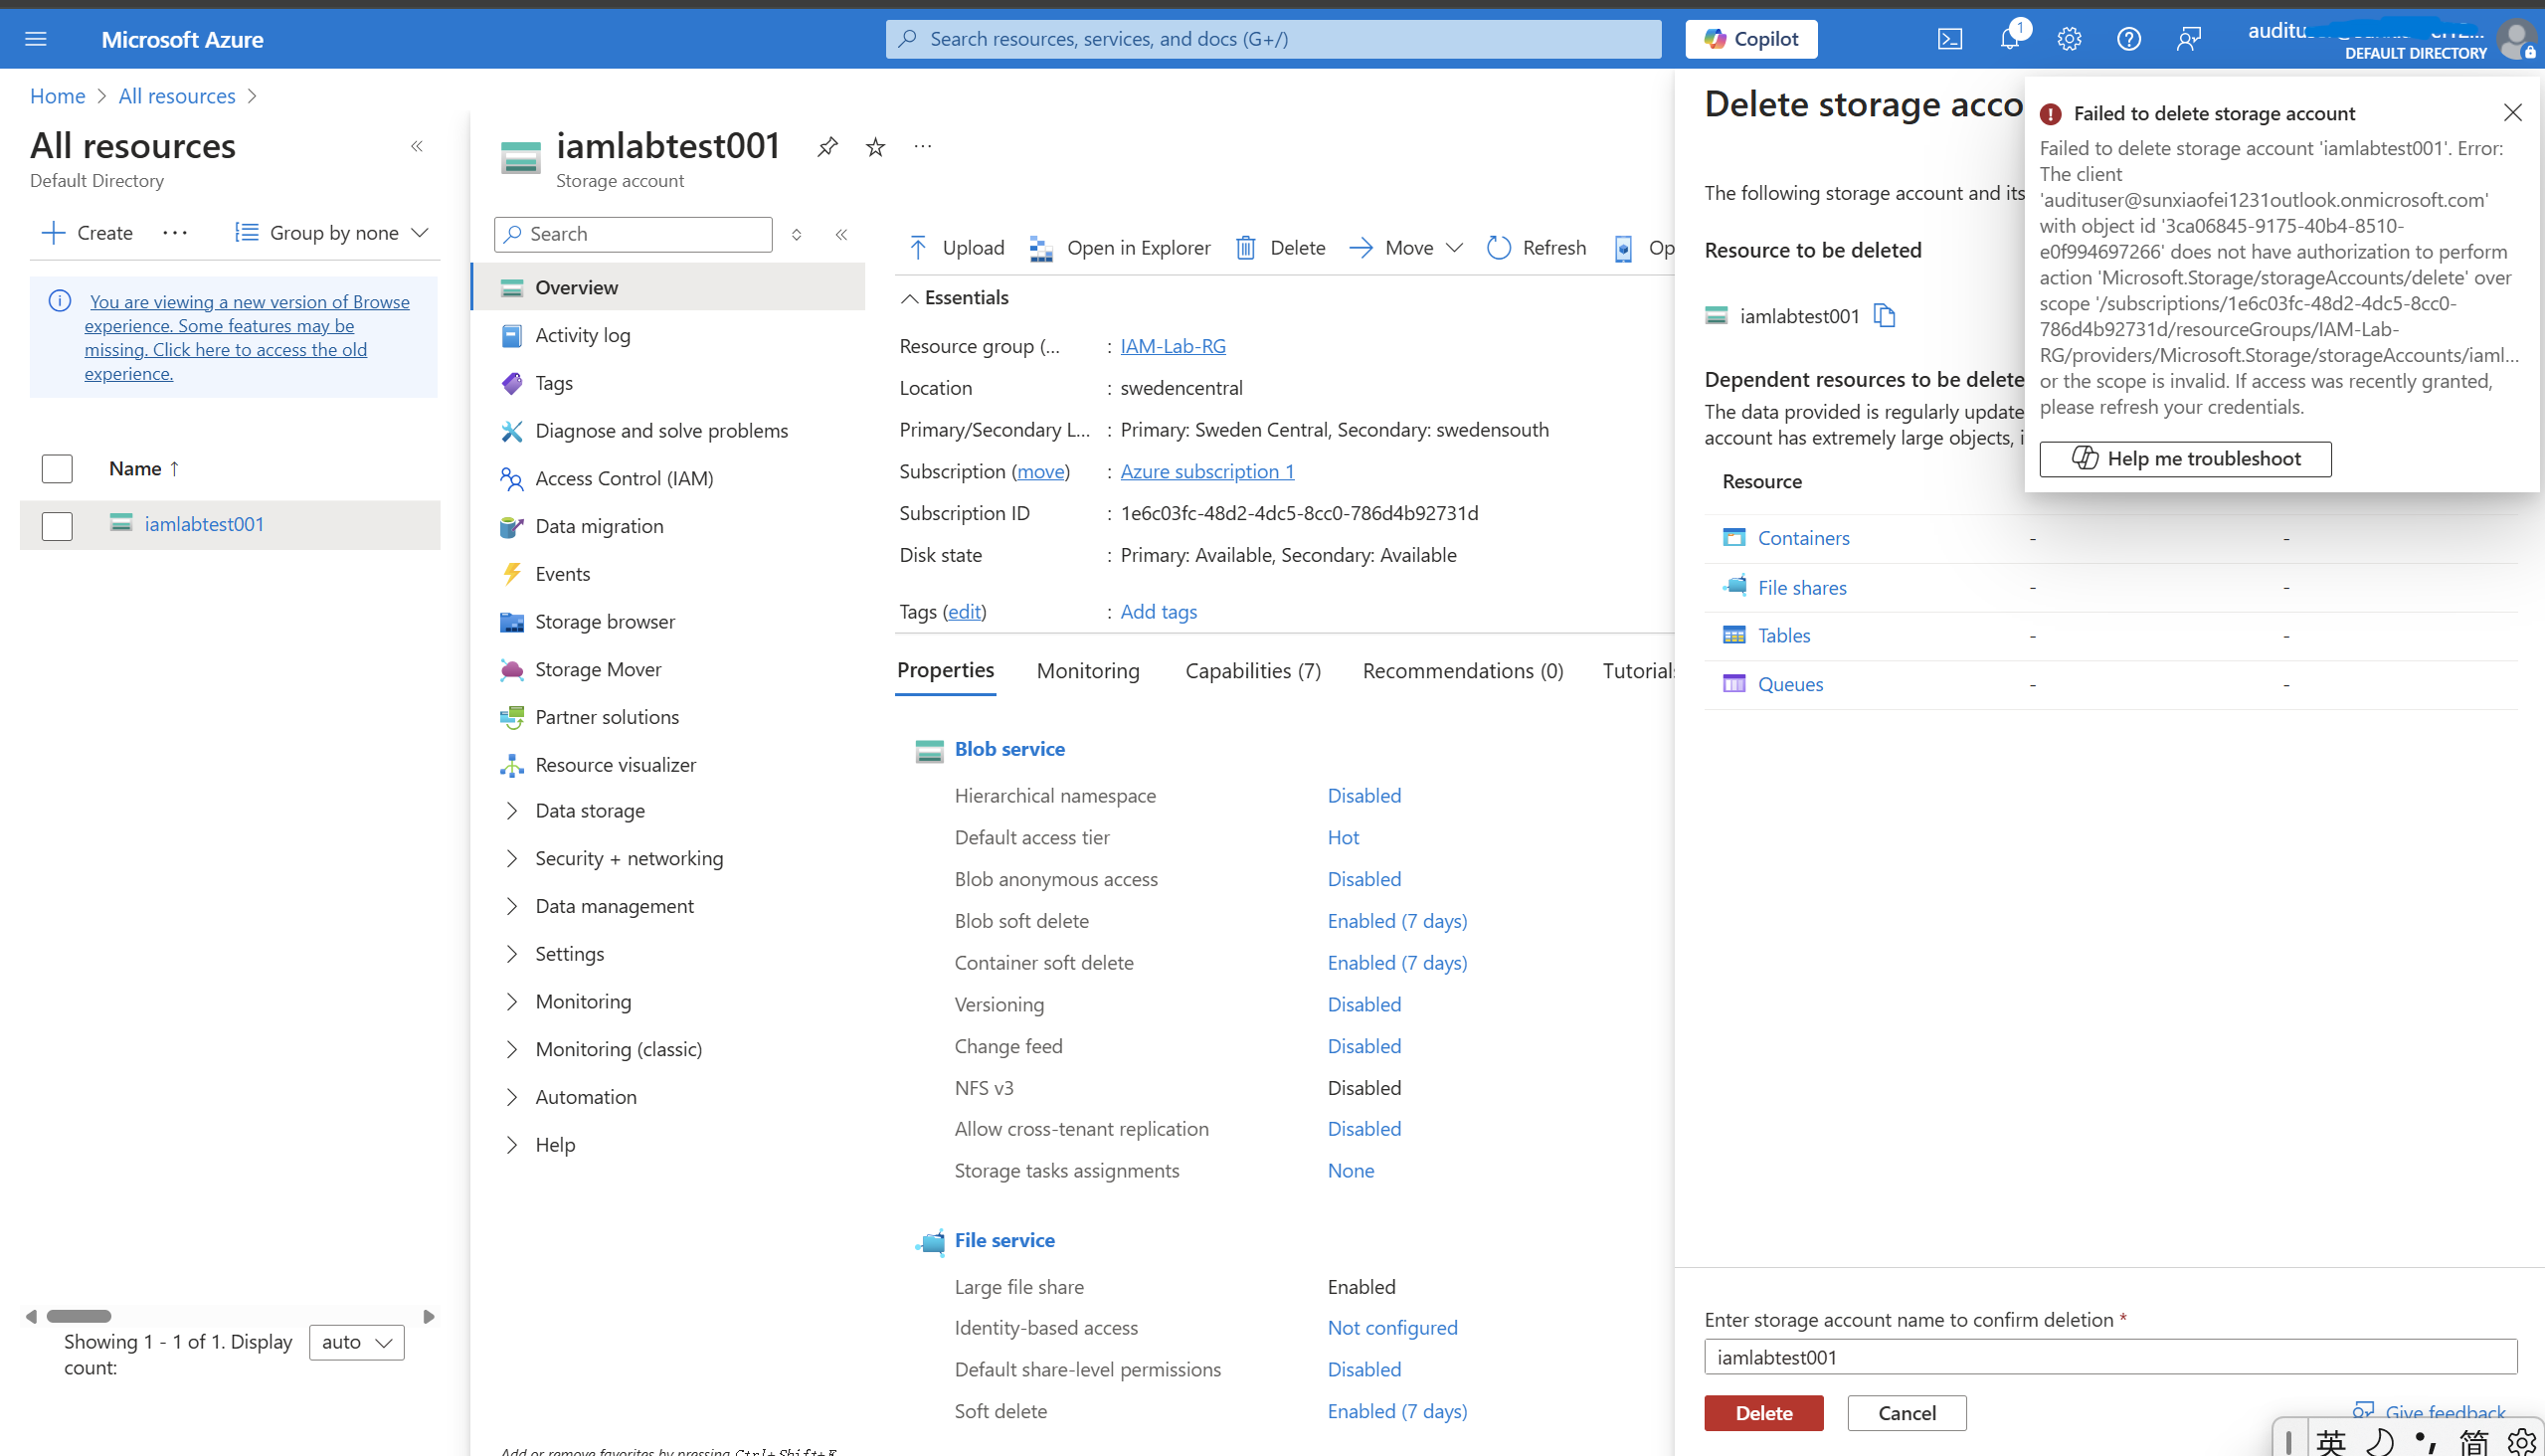 Microsoft Azure
Search resources, services, and docs (G+/)
Copilot
1
DEFAULT DIRECTORY
Home > All resources >
All resources
Default Directory
Create
Group by none
You are viewing a new version of Browse
experience. Some features may be
missing. Click here to access the old
experience.
Name ↑
iamlabtest001
Showing 1 - 1 of 1. Display
count:
auto
iamlabtest001
Storage account
Search
Overview
Activity log
Tags
Diagnose and solve problems
Access Control (IAM)
Data migration
Events
Storage browser
Storage Mover
Partner solutions
Resource visualizer
Data storage
Security + networking
Data management
Settings
Monitoring
Monitoring (classic)
Automation
Help
Add or remove favorites by pressing Ctrl+Shift+F
Upload
Open in Explorer
Delete
Move
Refresh
Essentials
Resource group (... : IAM-Lab-RG
Location : swedencentral
Primary/Secondary L... : Primary: Sweden Central, Secondary: swedensouth
Subscription (move) : Azure subscription 1
Subscription ID : 1e6c03fc-48d2-4dc5-8cc0-786d4b92731d
Disk state : Primary: Available, Secondary: Available
Tags (edit) : Add tags
Properties
Monitoring
Capabilities (7)
Recommendations (0)
Blob service
Hierarchical namespace Disabled
Default access tier Hot
Blob anonymous access Disabled
Blob soft delete Enabled (7 days)
Container soft delete Enabled (7 days)
Versioning Disabled
Change feed Disabled
NFS v3 Disabled
Allow cross-tenant replication Disabled
Storage tasks assignments None
File service
Large file share Enabled
Identity-based access Not configured
Default share-level permissions Disabled
Soft delete Enabled (7 days)
Delete storage acco
The following storage account and its
Resource to be deleted
iamlabtest001
Dependent resources to be delete
The data provided is regularly update
account has extremely large objects, i
Resource
Containers - -
File shares - -
Tables - -
Queues - -
Enter storage account name to confirm deletion *
iamlabtest001
Delete
Cancel
Give feedback
Failed to delete storage account
Failed to delete storage account 'iamlabtest001'. Error:
The client
'audituser@sunxiaofei1231outlook.onmicrosoft.com'
with object id '3ca06845-9175-40b4-8510-
e0f994697266' does not have authorization to perform
action 'Microsoft.Storage/storageAccounts/delete' over
scope '/subscriptions/1e6c03fc-48d2-4dc5-8cc0-
786d4b92731d/resourceGroups/IAM-Lab-
RG/providers/Microsoft.Storage/storageAccounts/iaml...
or the scope is invalid. If access was recently granted,
please refresh your credentials.
Help me troubleshoot
英
简